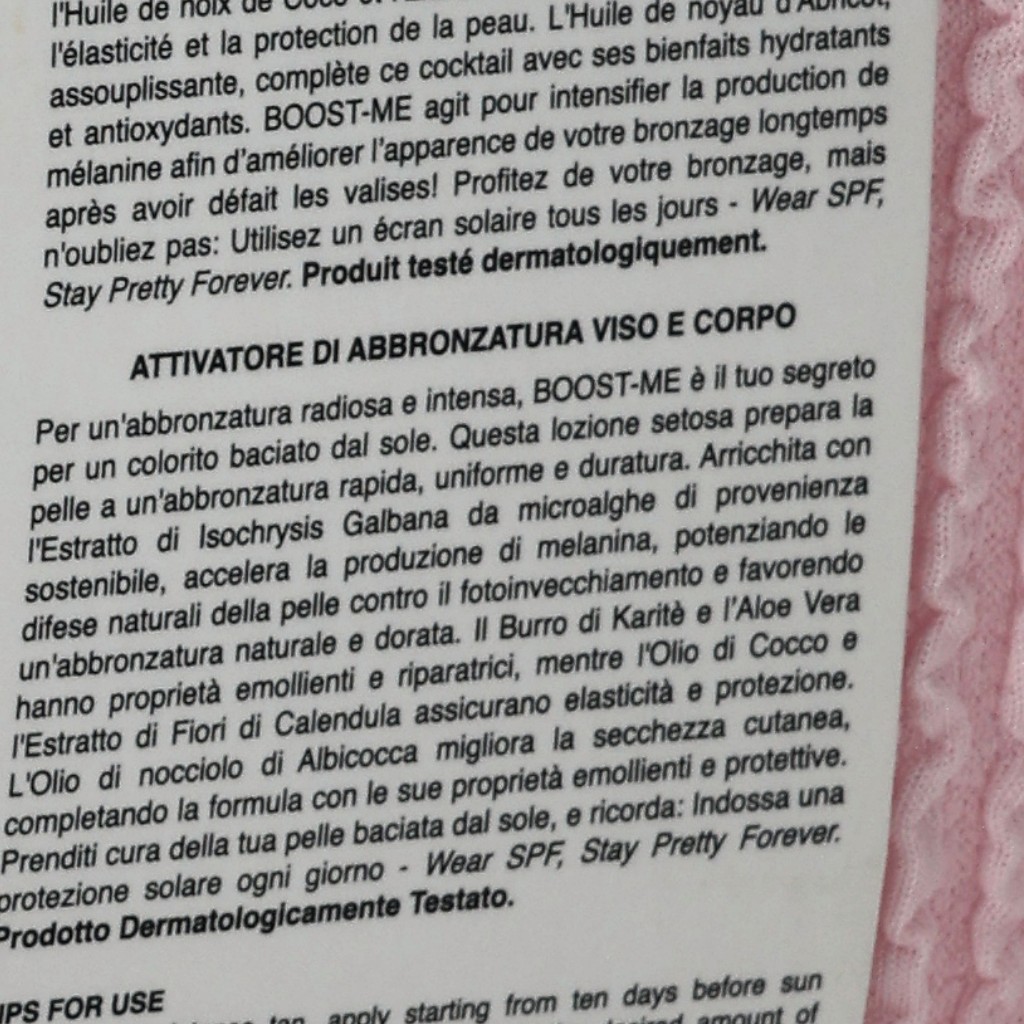 l'Huile de noix de Coco
l'élasticité et la protection de la peau. L'Huile de noyau d'Abricot,
assouplissante, complète ce cocktail avec ses bienfaits hydratants
et antioxydants. BOOST-ME agit pour intensifier la production de
mélanine afin d'améliorer l'apparence de votre bronzage longtemps
après avoir défait les valises! Profitez de votre bronzage, mais
n'oubliez pas: Utilisez un écran solaire tous les jours - Wear SPF,
Stay Pretty Forever. Produit testé dermatologiquement.
ATTIVATORE DI ABBRONZATURA VISO E CORPO
Per un'abbronzatura radiosa e intensa, BOOST-ME è il tuo segreto
per un colorito baciato dal sole. Questa lozione setosa prepara la
pelle a un'abbronzatura rapida, uniforme e duratura. Arricchita con
l'Estratto di Isochrysis Galbana da microalghe di provenienza
sostenibile, accelera la produzione di melanina, potenziando le
difese naturali della pelle contro il fotoinvecchiamento e favorendo
un'abbronzatura naturale e dorata. Il Burro di Karitè e l'Aloe Vera
hanno proprietà emollienti e riparatrici, mentre l'Olio di Cocco e
l'Estratto di Fiori di Calendula assicurano elasticità e protezione.
L'Olio di nocciolo di Albicocca migliora la secchezza cutanea,
completando la formula con le sue proprietà emollienti e protettive.
Prenditi cura della tua pelle baciata dal sole, e ricorda: Indossa una
protezione solare ogni giorno - Wear SPF, Stay Pretty Forever.
Prodotto Dermatologicamente Testato.
IPS FOR USE
tan, apply starting from ten days before sun
amount of